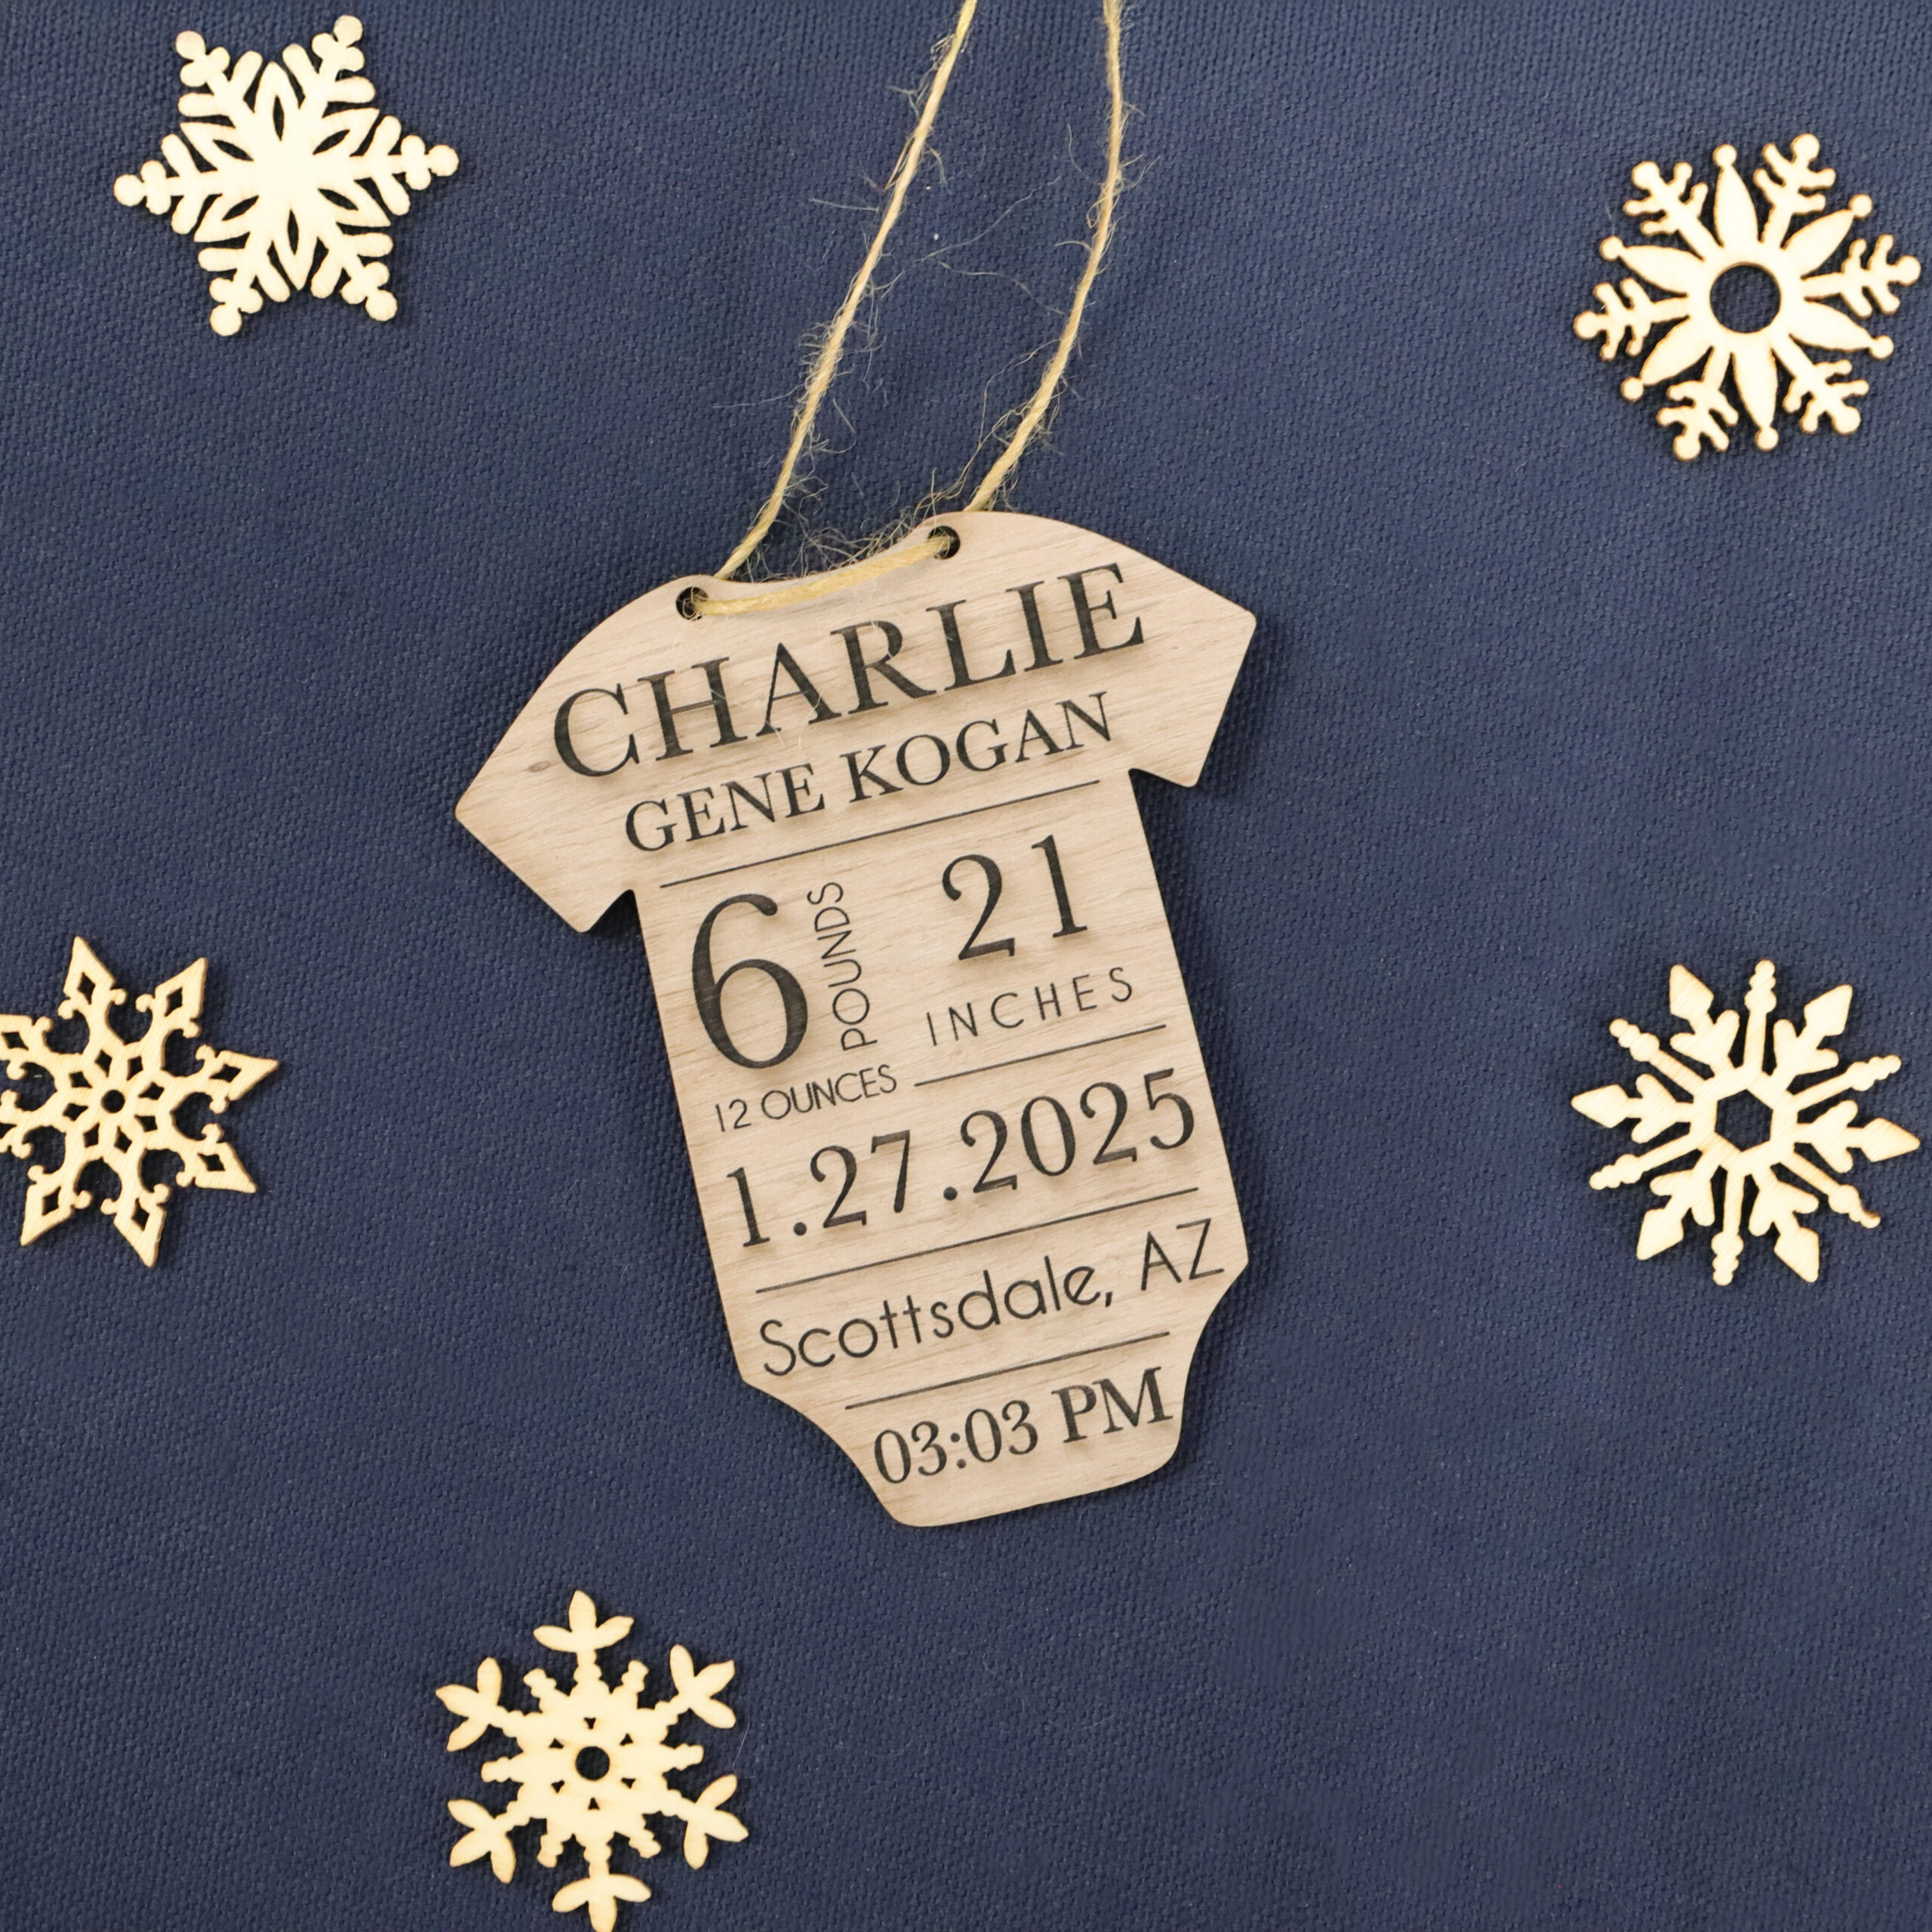 CHARLIE
GENE KOGAN
6 POUNDS
12 OUNCES
21
INCHES
1.27.2025
Scottsdale, AZ
03:03 PM